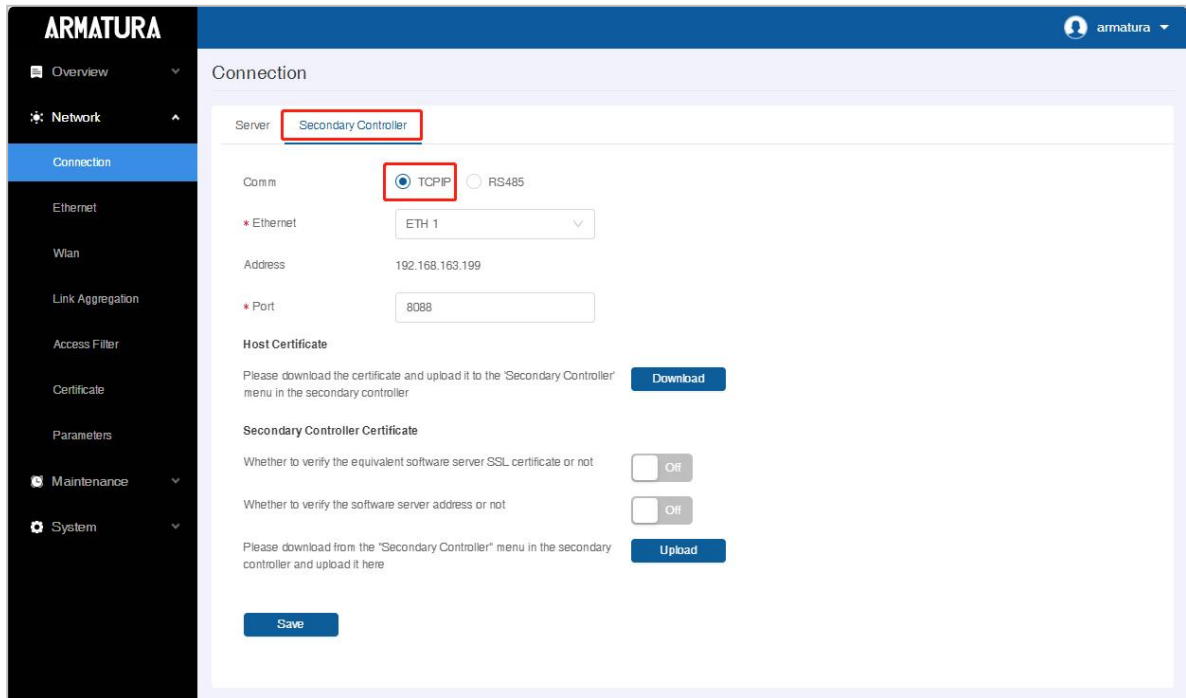 ARMATURA
armatura
Overview
Network
Connection
Ethernet
Wlan
Link Aggregation
Access Filter
Certificate
Parameters
Maintenance
System
Connection
Server Secondary Controller
Comm TCPIP RS485
* Ethernet ETH 1
Address 192.168.163.199
* Port 8088
Host Certificate
Please download the certificate and upload it to the 'Secondary Controller'
menu in the secondary controller
Download
Secondary Controller Certificate
Whether to verify the equivalent software server SSL certificate or not Off
Whether to verify the software server address or not Off
Please download from the "Secondary Controller" menu in the secondary
controller and upload it here
Upload
Save